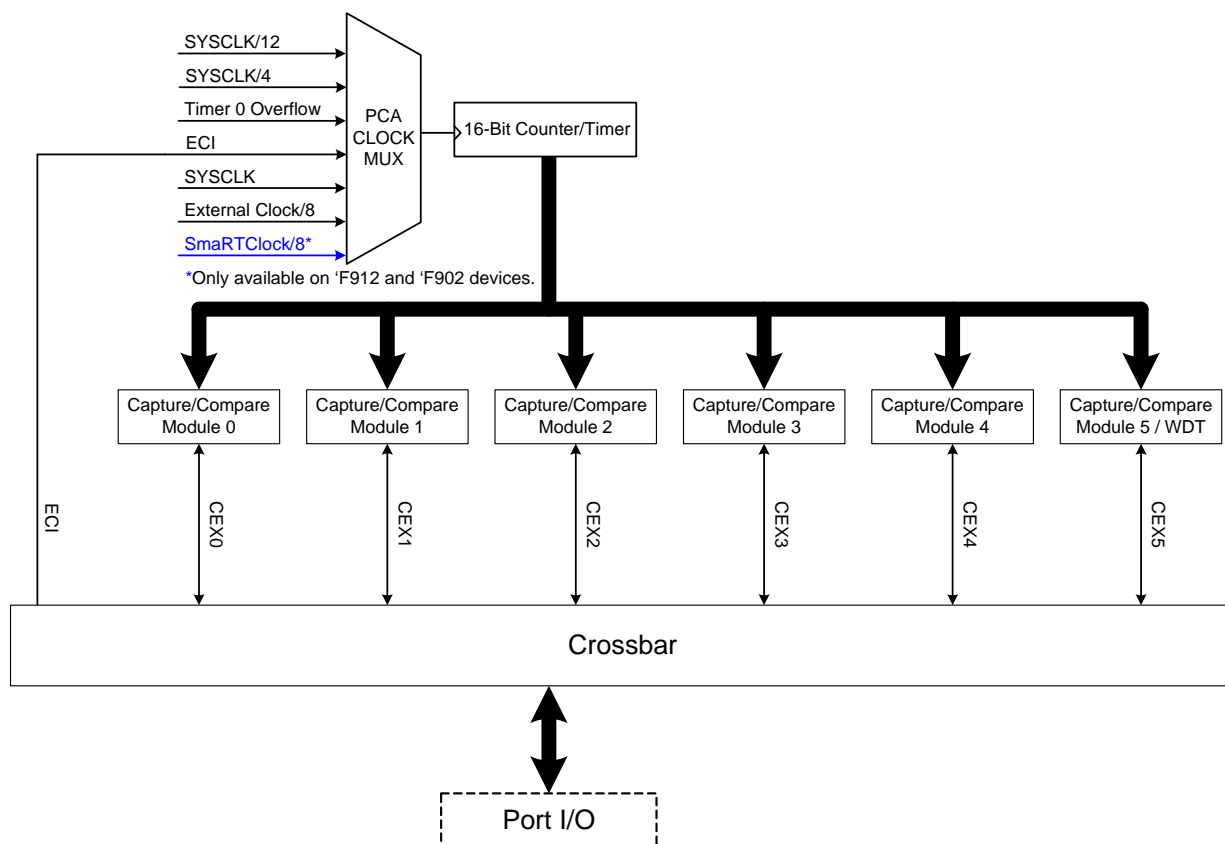 SYSCLK/12
SYSCLK/4
Timer 0 Overflow
ECI
SYSCLK
External Clock/8
SmaRTClock/8*
*Only available on ‘F912 and ‘F902 devices.
PCA
CLOCK
MUX
16-Bit Counter/Timer
Capture/Compare
Module 0
Capture/Compare
Module 1
Capture/Compare
Module 2
Capture/Compare
Module 3
Capture/Compare
Module 4
Capture/Compare
Module 5 / WDT
ECI
CEX0
CEX1
CEX2
CEX3
CEX4
CEX5
Crossbar
Port I/O